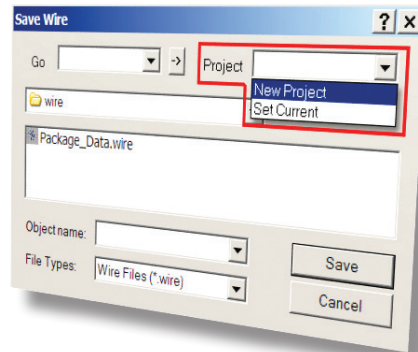 Save Wire
Go
->
Project
New Project
Set Current
wire
Package_Data.wire
Object name:
File Types:
Wire Files (*.wire)
Save
Cancel